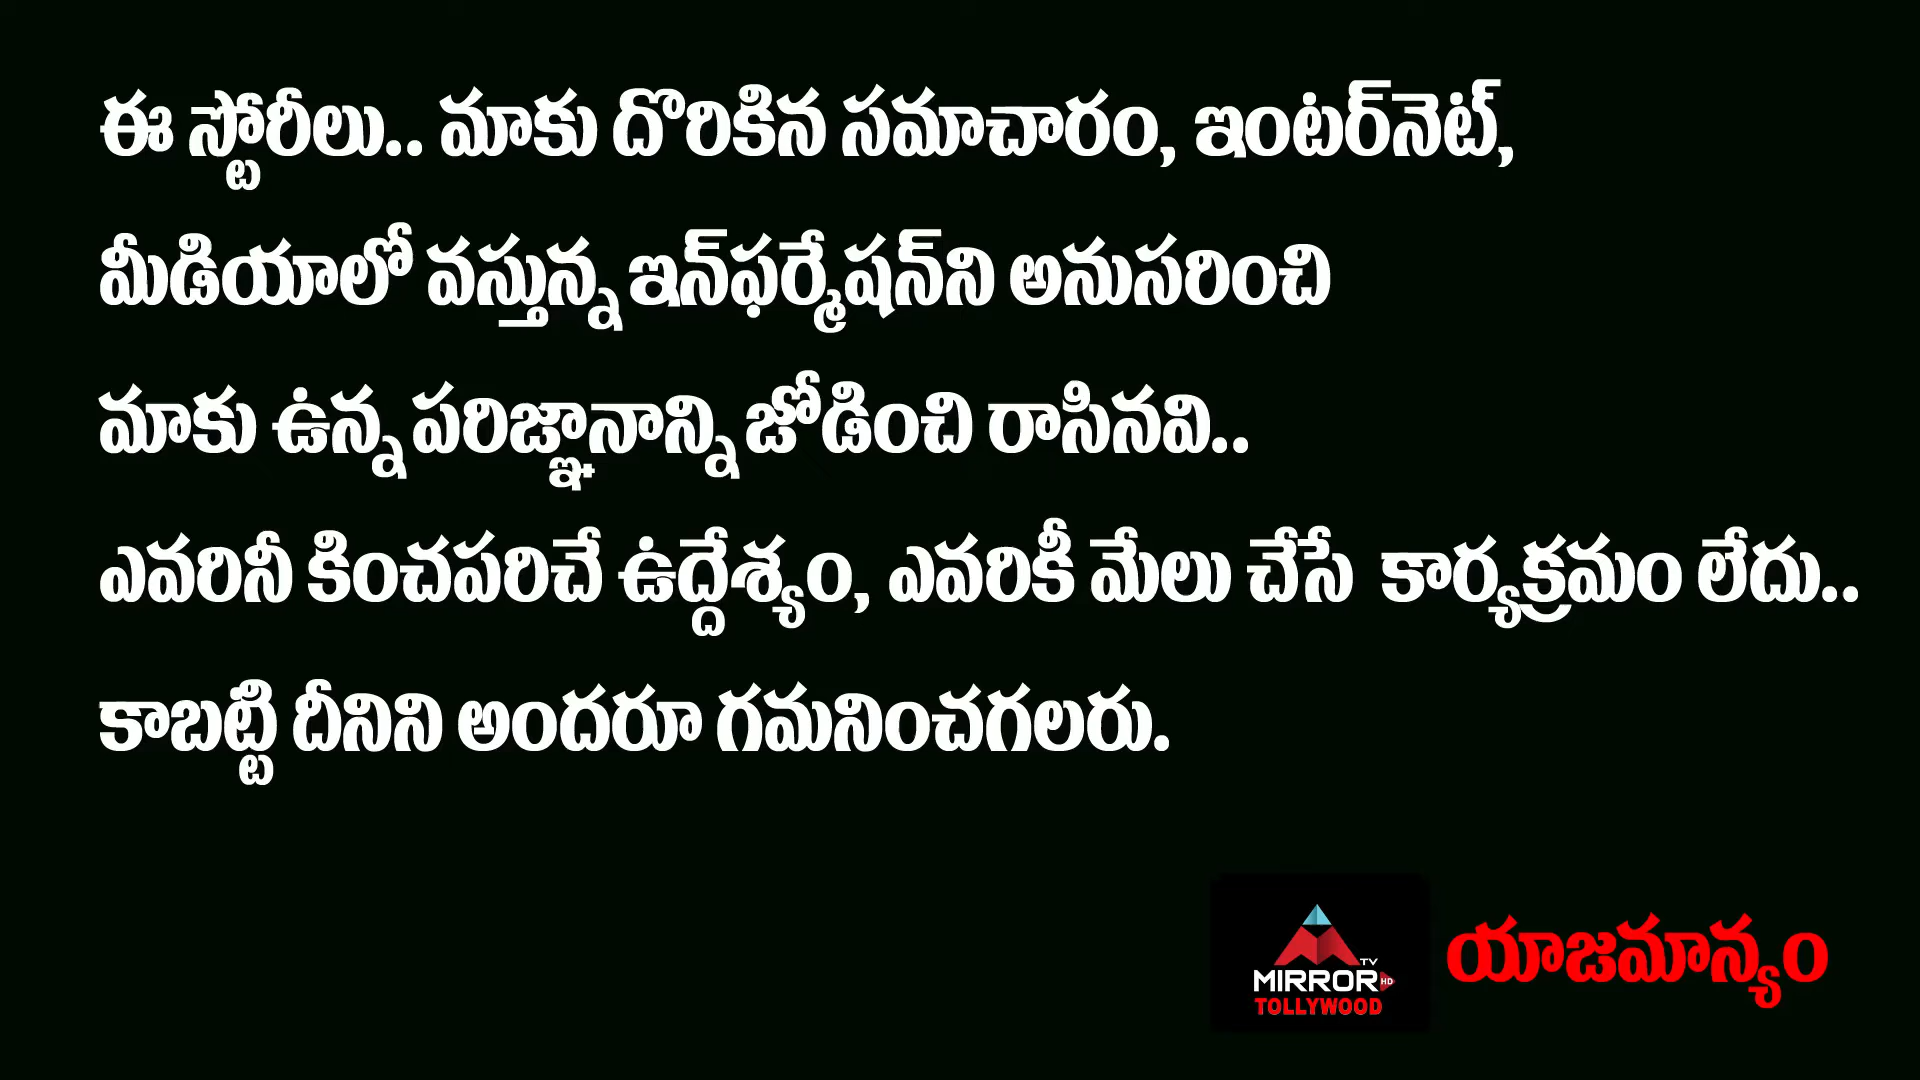 ఈ స్టోరీలు.. మాకు దొరికిన సమాచారం, ఇంటర్‌నెట్,
మీడియాలో వస్తున్న ఇన్‌ఫర్మేషన్‌ని అనుసరించి
మాకు ఉన్న పరిజ్ఞానాన్ని జోడించి రాసినవి..
ఎవరినీ కించపరిచే ఉద్దేశ్యం, ఎవరికీ మేలు చేసే కార్యక్రమం లేదు..
కాబట్టి దీనిని అందరూ గమనించగలరు.
TV
MIRROR HD
TOLLYWOOD
యాజమాన్యం